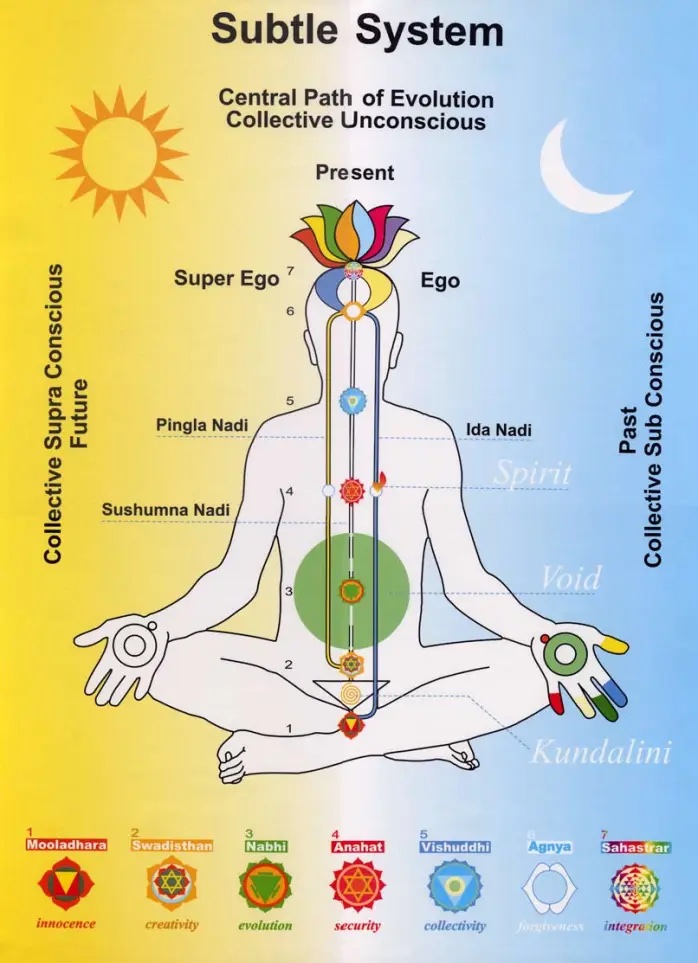 Subtle System
Central Path of Evolution
Collective Unconscious
Present
7
Super Ego
Ego
6
Collective Supra Conscious
Future
Past
Collective Sub Conscious
5
Pingla Nadi
Ida Nadi
Spirit
4
Sushumna Nadi
Void
3
2
Kundalini
1
1
Mooladhara
innocence
2
Swadisthan
creativity
3
Nabhi
evolution
4
Anahat
security
5
Vishuddhi
collectivity
6
Agnya
forgiveness
7
Sahastrar
integration